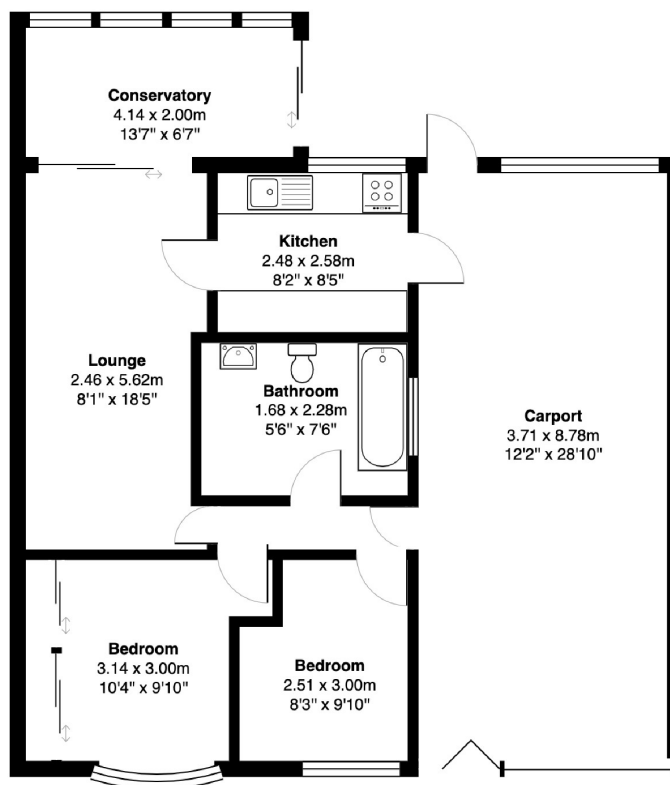 Conservatory
4.14 x 2.00m
13'7" x 6'7"
Kitchen
2.48 x 2.58m
8'2" x 8'5"
Lounge
2.46 x 5.62m
8'1" x 18'5"
Bathroom
1.68 x 2.28m
5'6" x 7'6"
Carport
3.71 x 8.78m
12'2" x 28'10"
Bedroom
3.14 x 3.00m
10'4" x 9'10"
Bedroom
2.51 x 3.00m
8'3" x 9'10"